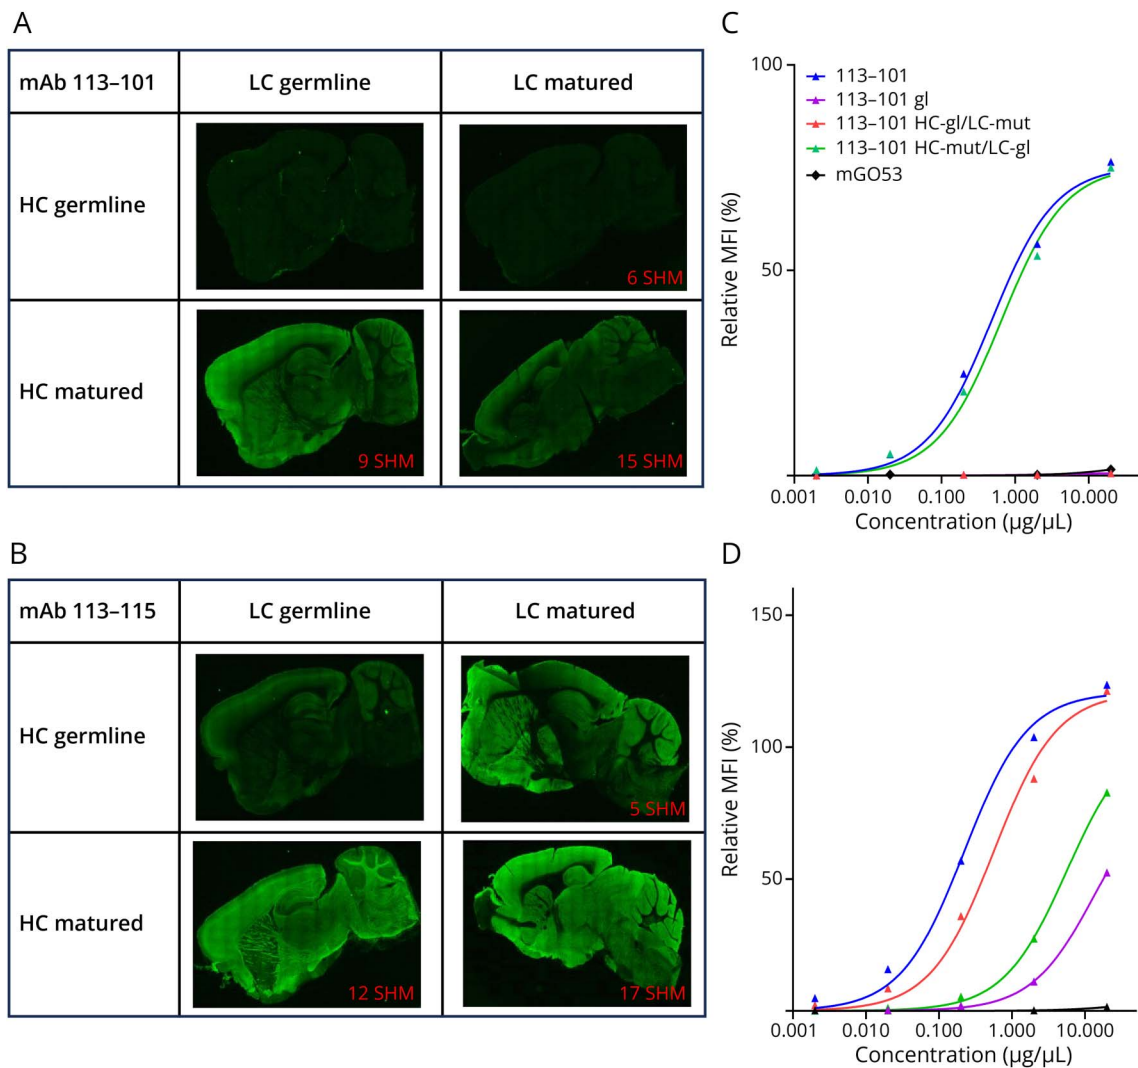 A
mAb 113–101
LC germline
LC matured
HC germline
6 SHM
HC matured
9 SHM
15 SHM
C
100
50
Relative MFI (%)
113–101
113–101 gl
113–101 HC-gl/LC-mut
113–101 HC-mut/LC-gl
mGO53
0.001
0.010
0.100
1.000
10.000
Concentration (µg/µL)
B
mAb 113–115
LC germline
LC matured
HC germline
5 SHM
HC matured
12 SHM
17 SHM
D
150
100
50
Relative MFI (%)
0.001
0.010
0.100
1.000
10.000
Concentration (µg/µL)